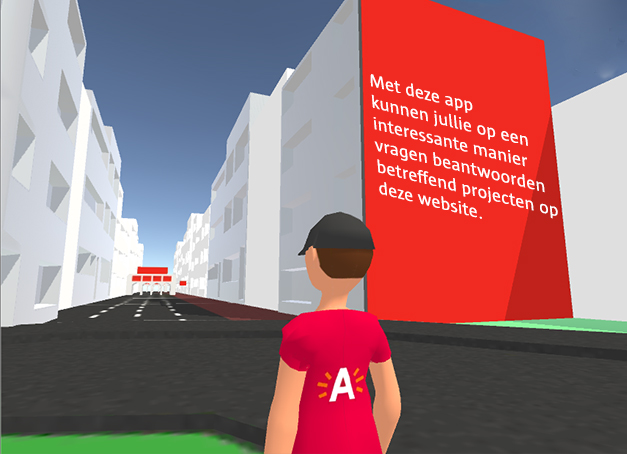 Met deze app
kunnen jullie op een
interessante manier
vragen beantwoorden
betreffend projecten op
deze website.
A